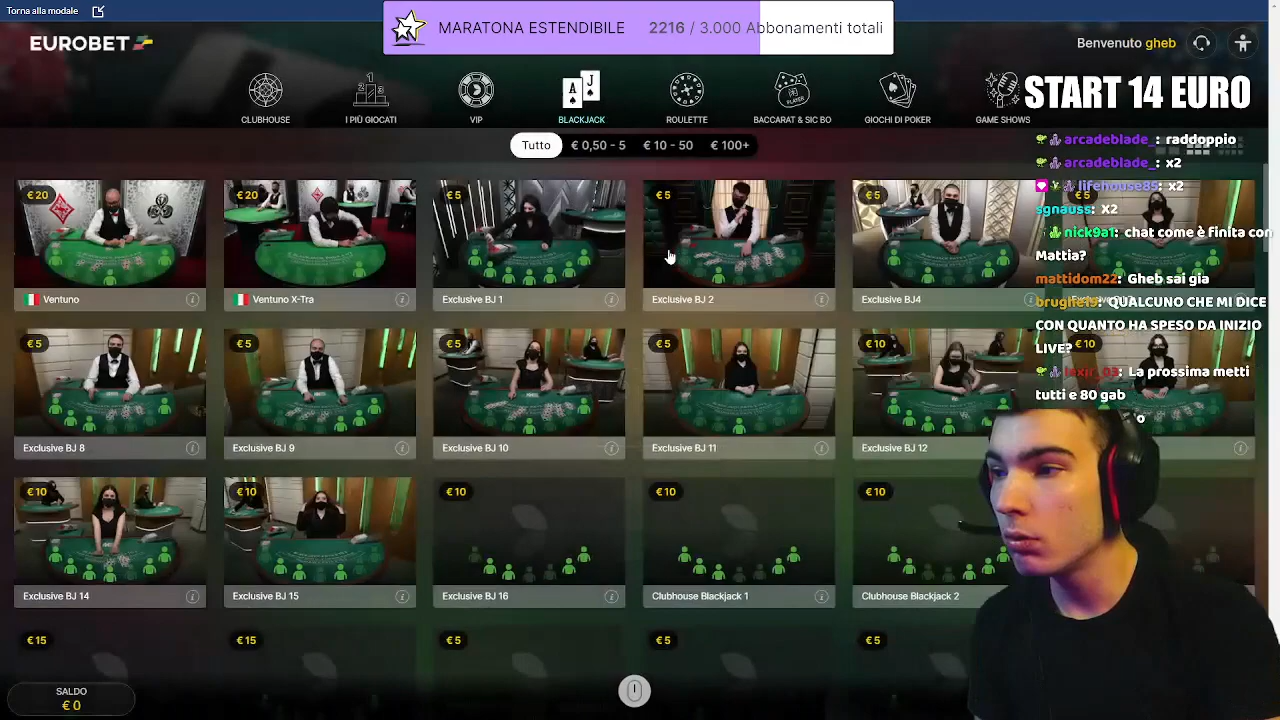 Torna alla modale
MARATONA ESTENDIBILE 2216 / 3.000 Abbonamenti totali
EUROBET
Benvenuto gheb
CLUBHOUSE
I PIÙ GIOCATI
VIP
BLACKJACK
ROULETTE
BACCARAT & SIC BO
GIOCHI DI POKER
GAME SHOWS
START 14 EURO
Tutto € 0,50 - 5 € 10 - 50 € 100+
arcadeblade_: raddoppio
arcadeblade_: x2
lifehouse85: x2
sgnauss: X2
nick9a1: chat come è finita con
Mattia?
mattidom22: Gheb sai gia
brugne19: QUALCUNO CHE MI DICE
CON QUANTO HA SPESO DA INIZIO
LIVE?
La prossima metti
tutti e 80 gab
€ 20 € 20 € 5 € 5 € 5 € 5
Ventuno Ventuno X-Tra Exclusive BJ 1 Exclusive BJ 2 Exclusive BJ4
€ 5 € 5 € 5 € 5 € 10 € 10
Exclusive BJ 8 Exclusive BJ 9 Exclusive BJ 10 Exclusive BJ 11 Exclusive BJ 12
€ 10 € 10 € 10 € 10 € 10
Exclusive BJ 14 Exclusive BJ 15 Exclusive BJ 16 Clubhouse Blackjack 1 Clubhouse Blackjack 2
€ 15 € 15 € 5 € 5 € 5
SALDO
€ 0